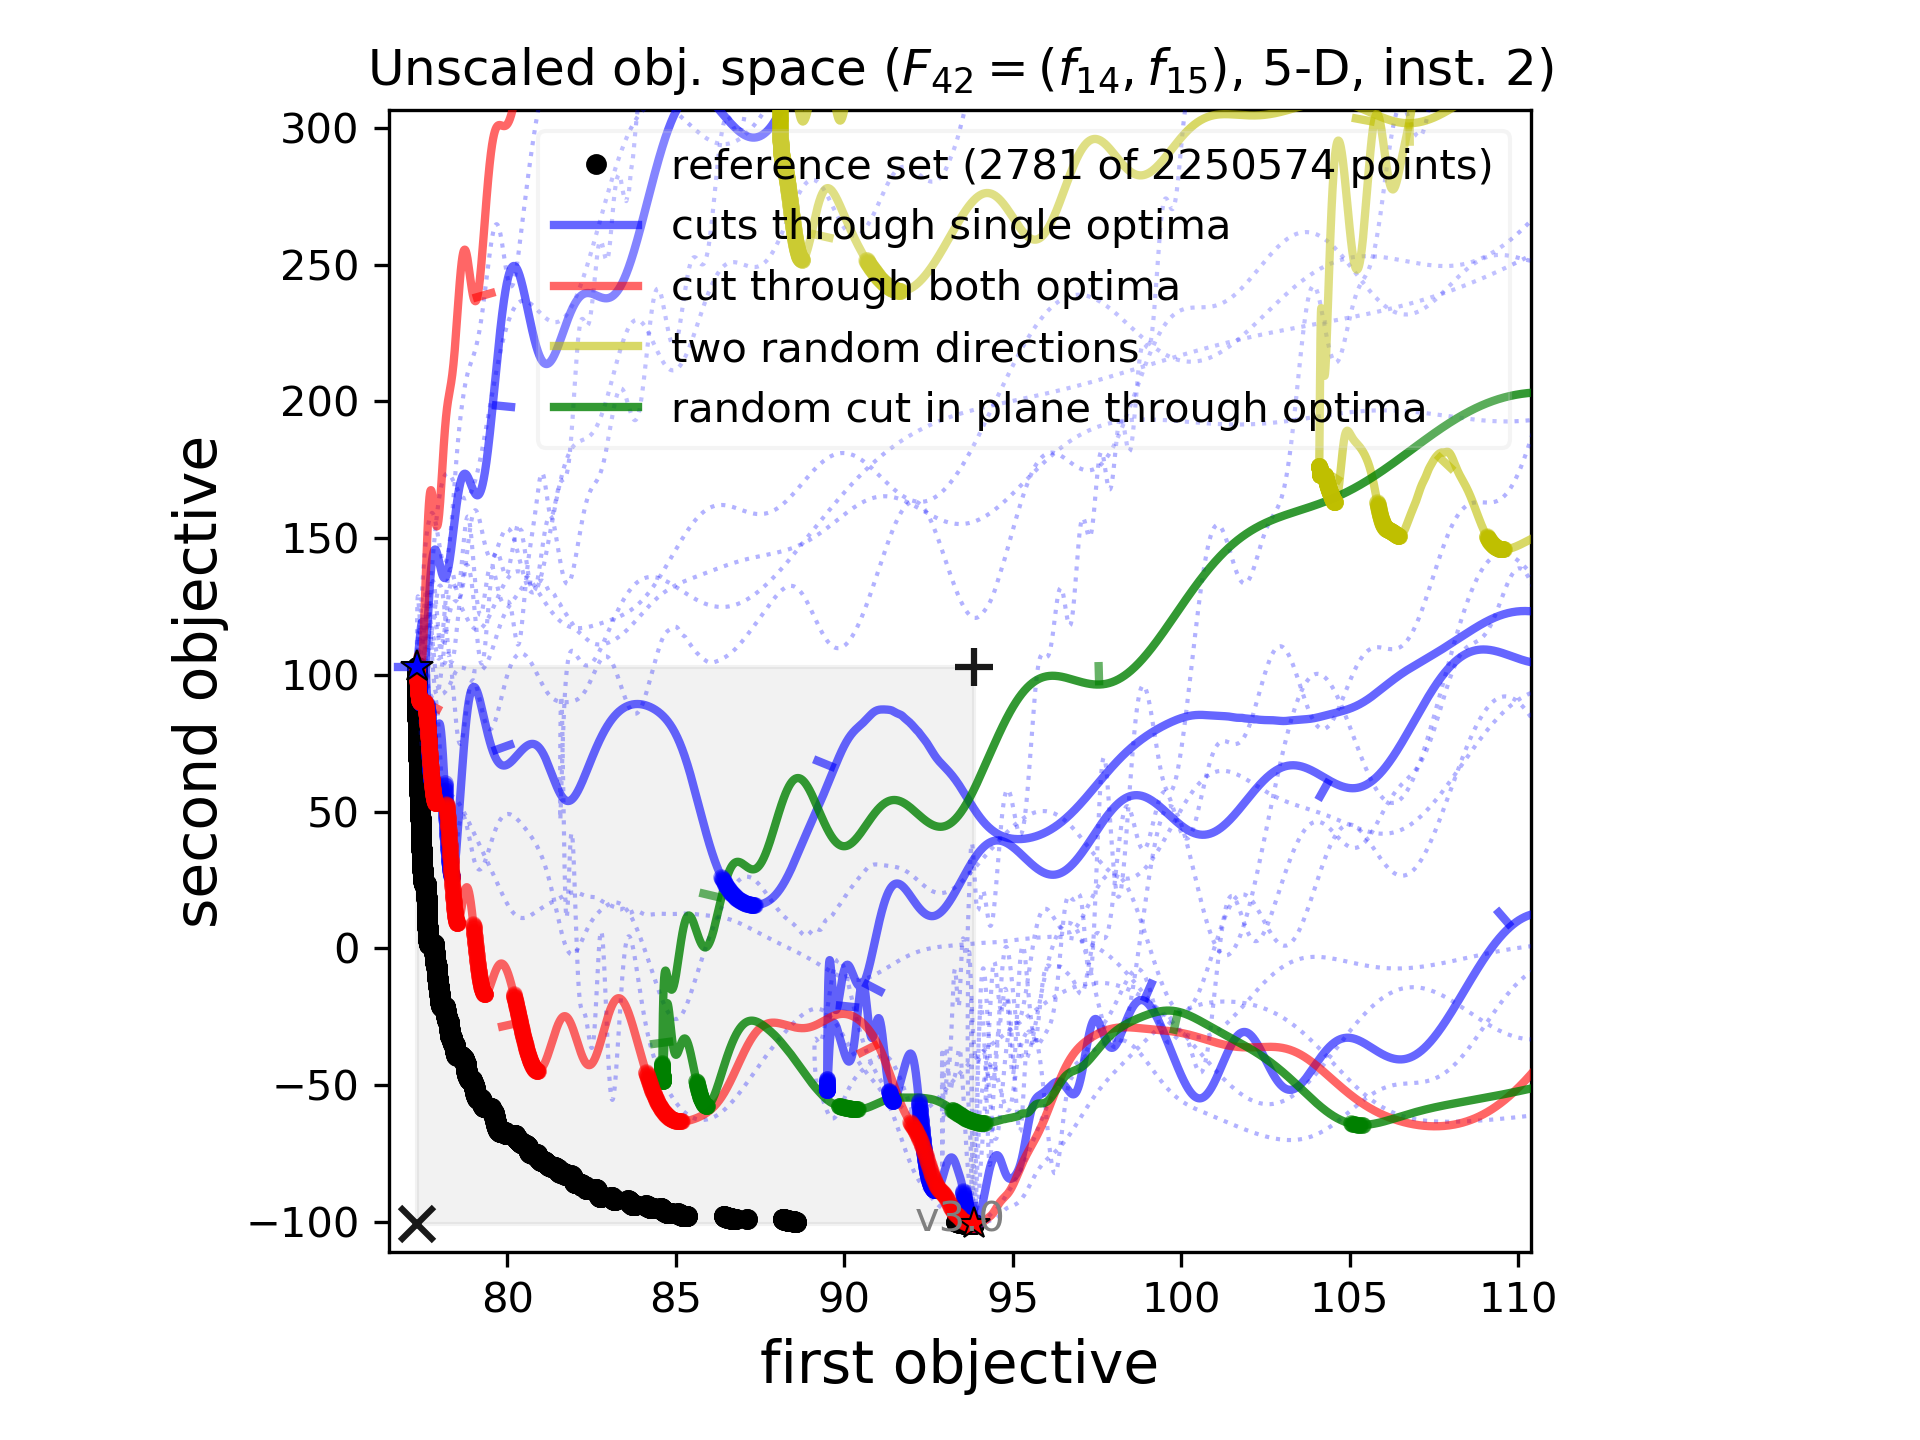 Unscaled obj. space (F₄₂ = (f₁₄, f₁₅), 5-D, inst. 2)
reference set (2781 of 2250574 points)
cuts through single optima
cut through both optima
two random directions
random cut in plane through optima
second objective
300
250
200
150
100
50
0
−50
−100
v3.0
80 85 90 95 100 105 110
first objective